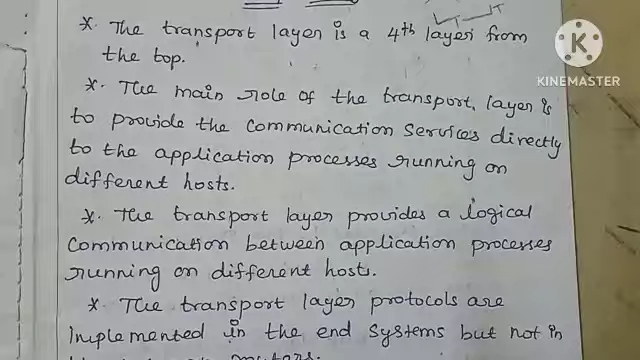 *. The transport layer is a 4th layer from
the top.
*. The main role of the transport layer is
to provide the communication services directly
to the application processes running on
different hosts.
*. The transport layer provides a logical
communication between application processes
running on different hosts.
* The transport layer protocols are
implemented in the end systems but not in
KINEMASTER